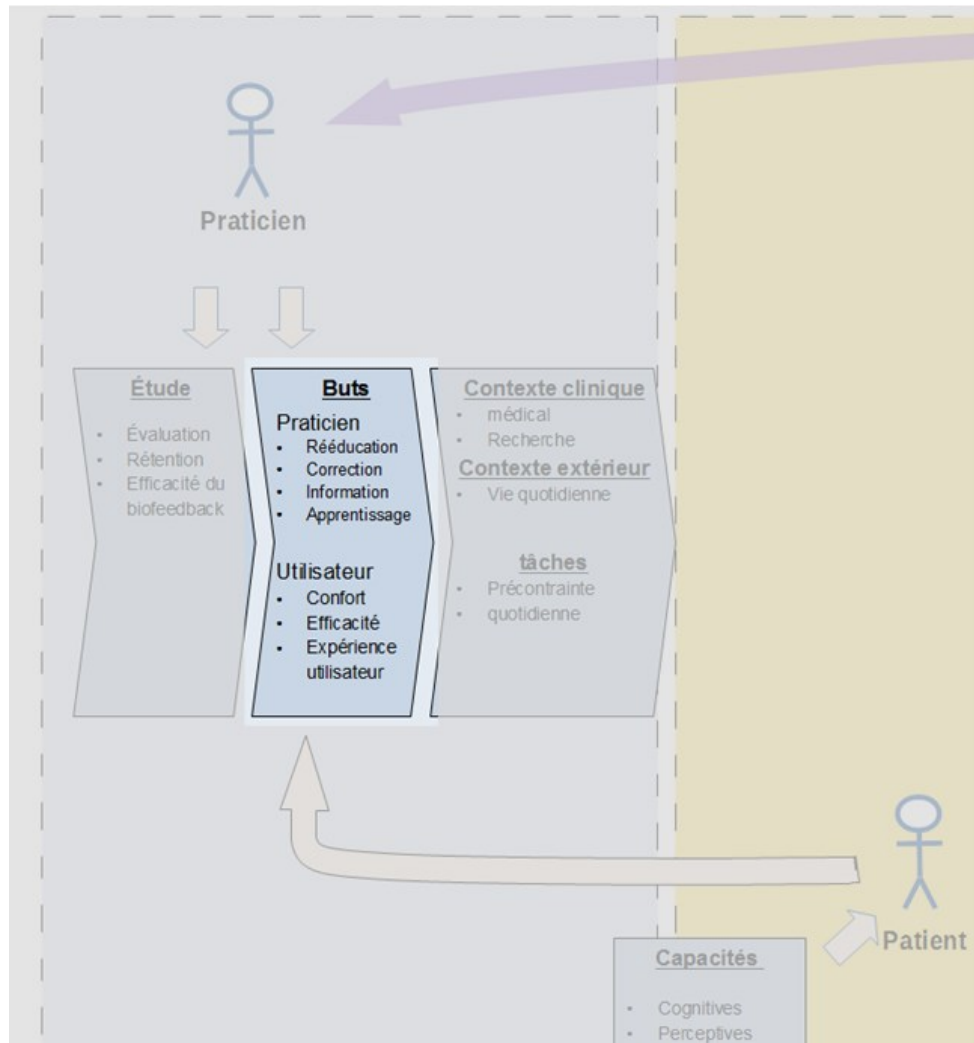 Praticien
Étude
• Évaluation
• Rétention
• Efficacité du
biofeedback
Buts
Praticien
• Rééducation
• Correction
• Information
• Apprentissage
Utilisateur
• Confort
• Efficacité
• Expérience
utilisateur
Contexte clinique
• médical
• Recherche
Contexte extérieur
• Vie quotidienne
tâches
• Précontrainte
• quotidienne
Patient
Capacités
• Cognitives
• Perceptives